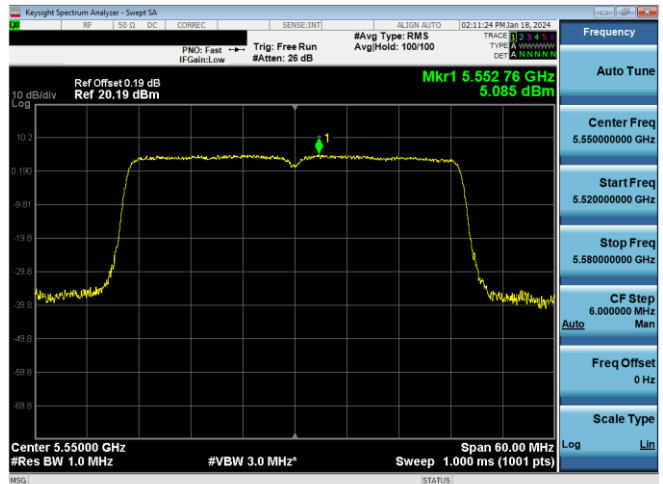 Keysight Spectrum Analyzer - Swept SA
RF 50 Ω DC CORREC SENSE:INT ALIGN AUTO 02:11:24 PM Jan 18, 2024
#Avg Type: RMS
Avg|Hold: 100/100
TRACE 1 2 3 4 5 6
TYPE A WWWWW
DET A N N N N N
PNO: Fast
IFGain:Low
Trig: Free Run
#Atten: 26 dB
Mkr1 5.552 76 GHz
5.085 dBm
Ref Offset 0.19 dB
Ref 20.19 dBm
10 dB/div
Log
1
10.2
0.190
-9.81
-19.8
-29.8
-39.8
-49.8
-59.8
-69.8
Center 5.55000 GHz
Span 60.00 MHz
#Res BW 1.0 MHz
#VBW 3.0 MHz*
Sweep 1.000 ms (1001 pts)
MSG
STATUS
Frequency
Auto Tune
Center Freq
5.550000000 GHz
Start Freq
5.520000000 GHz
Stop Freq
5.580000000 GHz
CF Step
6.000000 MHz
Auto Man
Freq Offset
0 Hz
Scale Type
Log Lin